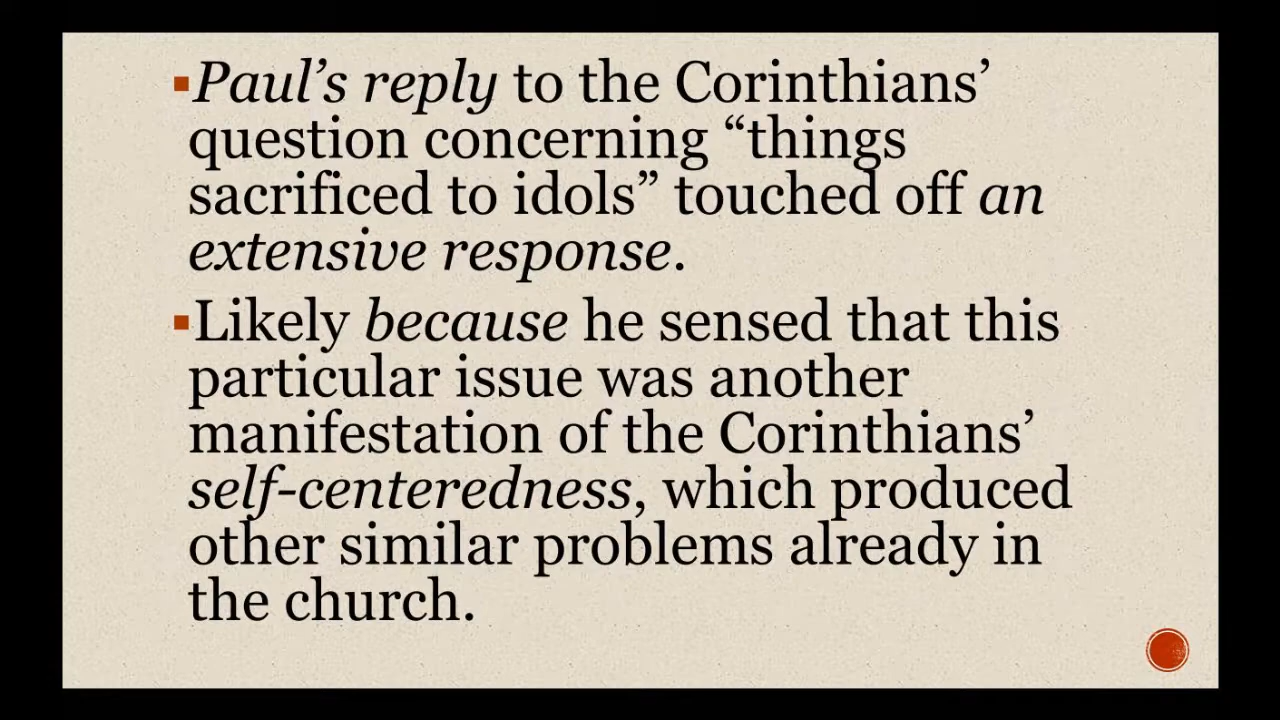 ▪Paul’s reply to the Corinthians’
question concerning “things
sacrificed to idols” touched off an
extensive response.
▪Likely because he sensed that this
particular issue was another
manifestation of the Corinthians’
self-centeredness, which produced
other similar problems already in
the church.